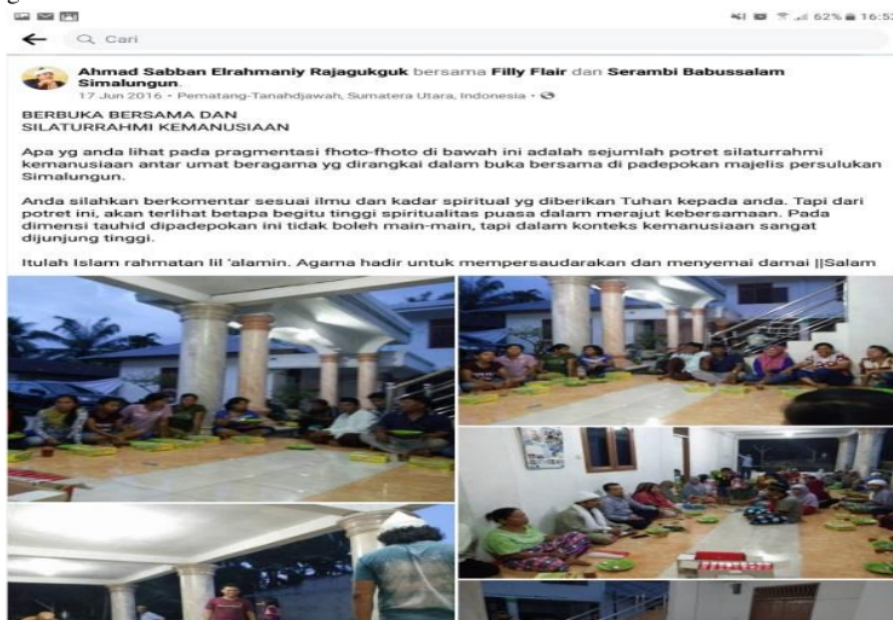 62% 16:52
Cari
Ahmad Sabban Elrahmaniy Rajagukguk bersama Filly Flair dan Serambi Babussalam
Simalungun.
17 Jun 2016 • Pematang-Tanahdjawah, Sumatera Utara, Indonesia •
BERBUKA BERSAMA DAN
SILATURRAHMI KEMANUSIAAN
Apa yg anda lihat pada pragmentasi fhoto-fhoto di bawah ini adalah sejumlah potret silaturrahmi
kemanusiaan antar umat beragama yg dirangkai dalam buka bersama di padepokan majelis persulukan
Simalungun.
Anda silahkan berkomentar sesuai ilmu dan kadar spiritual yg diberikan Tuhan kepada anda. Tapi dari
potret ini, akan terlihat betapa begitu tinggi spiritualitas puasa dalam merajut kebersamaan. Pada
dimensi tauhid dipadepokan ini tidak boleh main-main, tapi dalam konteks kemanusiaan sangat
dijunjung tinggi.
Itulah Islam rahmatan lil 'alamin. Agama hadir untuk mempersaudarakan dan menyemai damai ||Salam